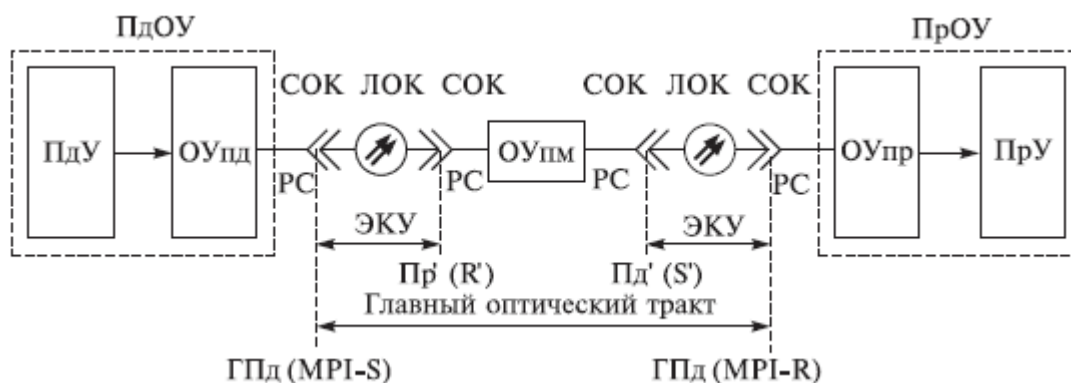 ПдОУ
ПрОУ
СОК ЛОК СОК
СОК ЛОК СОК
ПдУ
ОУпд
ОУпм
ОУпр
ПрУ
РС
РС
РС
РС
ЭКУ
ЭКУ
Пр' (R')
Пд' (S')
Главный оптический тракт
ГПд (MPI-S)
ГПд (MPI-R)